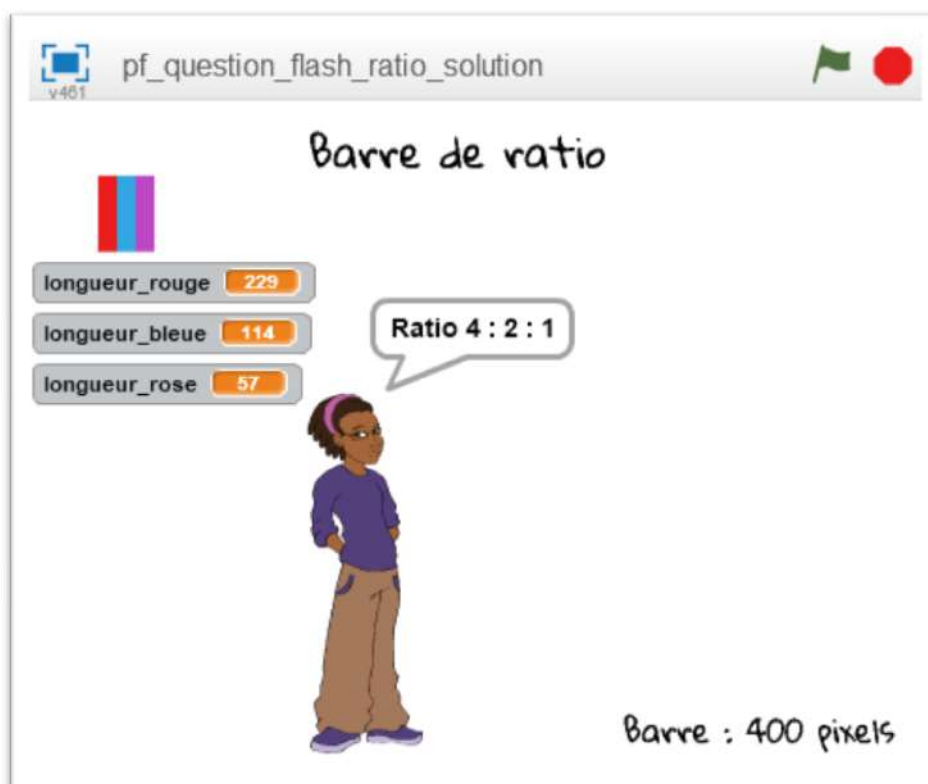 pf_question_flash_ratio_solution
v461
Barre de ratio
longueur_rouge 229
longueur_bleue 114
longueur_rose 57
Ratio 4 : 2 : 1
Barre : 400 pixels